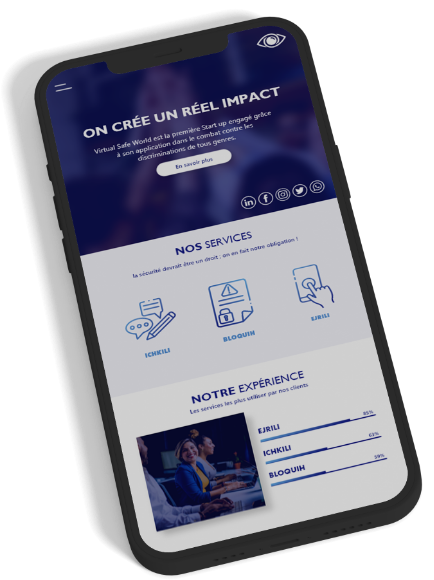 ON CRÉE UN RÉEL IMPACT
Virtual Safe World est la première Start up engagé grâce
à son application dans le combat contre les
discriminations de tous genres.
En savoir plus
NOS SERVICES
la sécurité devrait être un droit ; on en fait notre obligation !
ICHKILI
BLOQUIH
EJRILI
NOTRE EXPÉRIENCE
Les services les plus utiliser par nos clients
EJRILI
ICHKILI
BLOQUIH